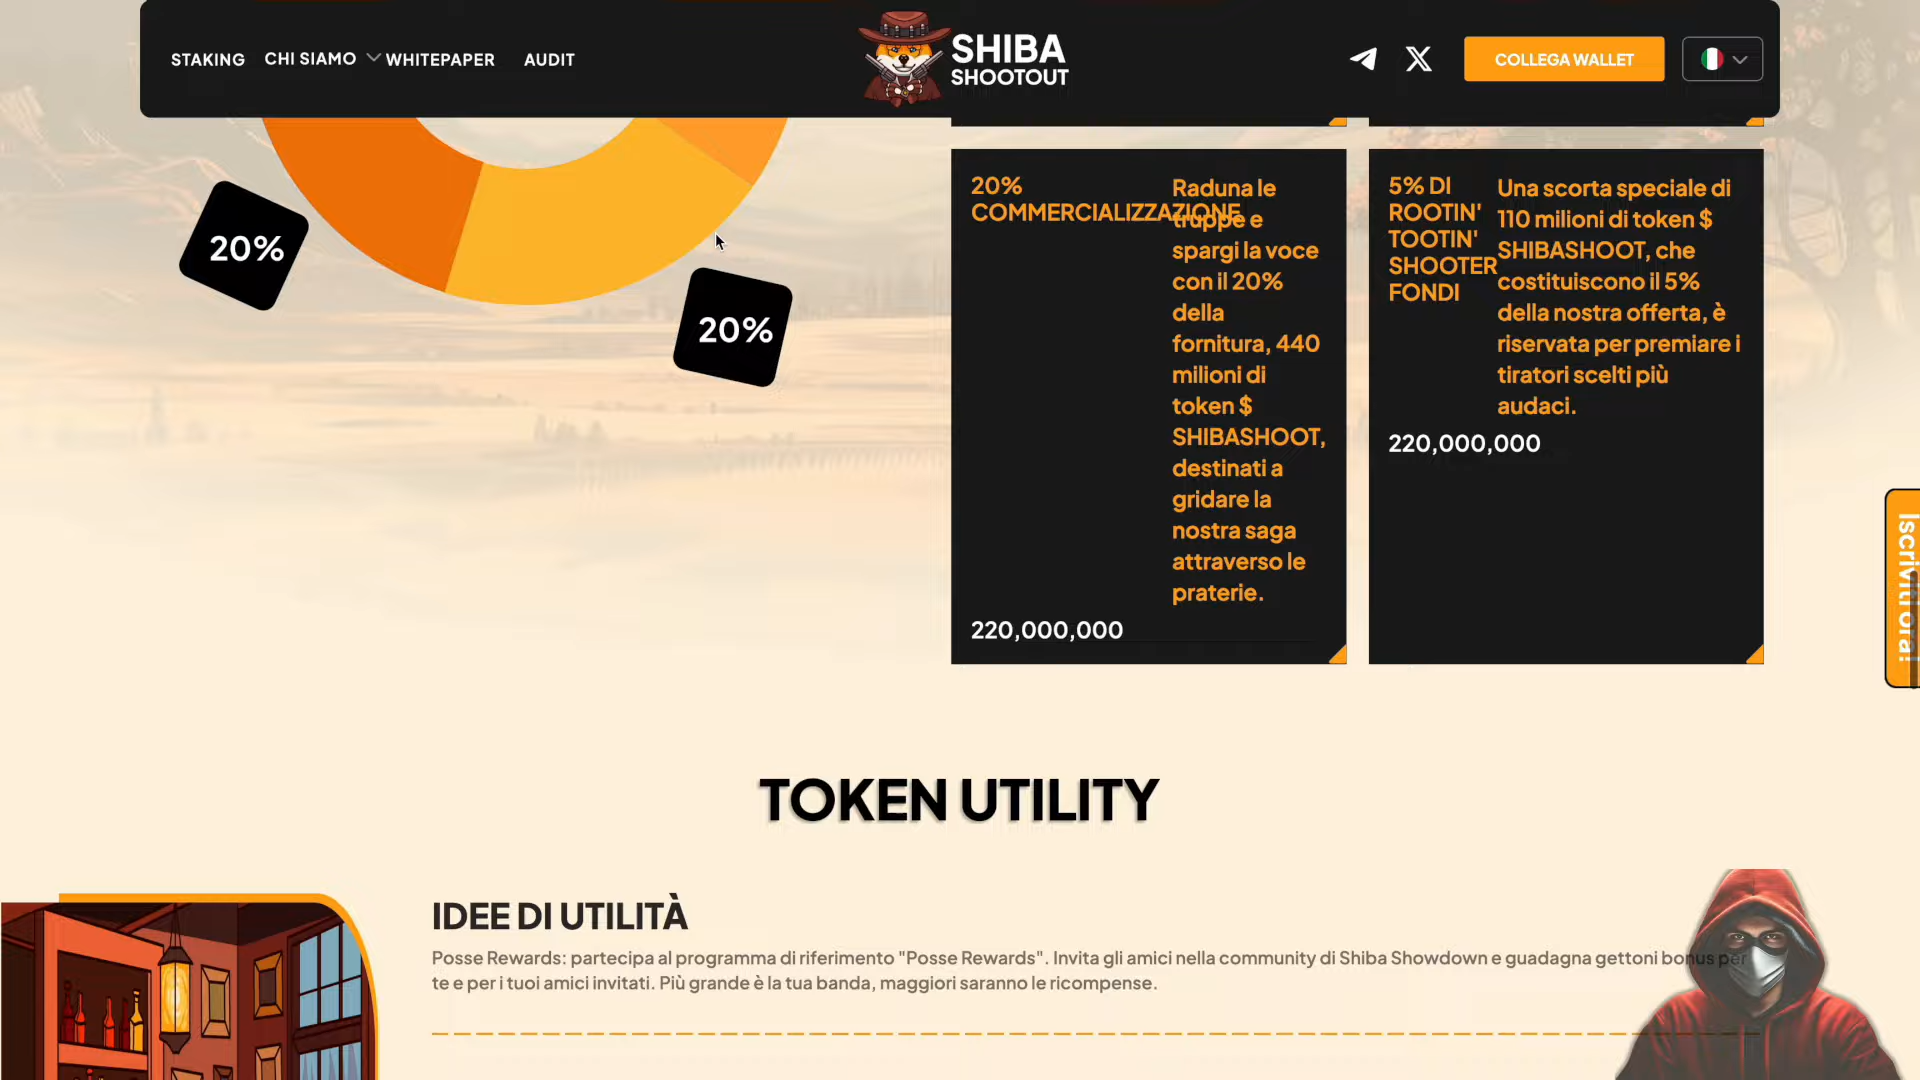 STAKING
CHI SIAMO
WHITEPAPER
AUDIT
SHIBA
SHOOTOUT
COLLEGA WALLET
20%
20%
20%
COMMERCIALIZZAZIONE
Raduna le
truppe e
spargi la voce
con il 20%
della
fornitura, 440
milioni di
token $
SHIBASHOOT,
destinati a
gridare la
nostra saga
attraverso le
praterie.
220,000,000
5% DI
ROOTIN'
TOOTIN'
SHOOTER
FONDI
Una scorta speciale di
110 milioni di token $
SHIBASHOOT, che
costituiscono il 5%
della nostra offerta, è
riservata per premiare i
tiratori scelti più
audaci.
220,000,000
Iscriviti ora!
TOKEN UTILITY
IDEE DI UTILITÀ
Posse Rewards: partecipa al programma di riferimento "Posse Rewards". Invita gli amici nella community di Shiba Showdown e guadagna gettoni bonus per
te e per i tuoi amici invitati. Più grande è la tua banda, maggiori saranno le ricompense.